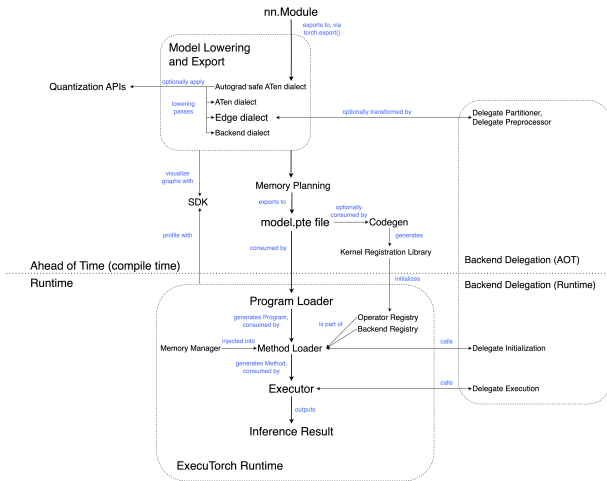 nn.Module
exports to, via
torch.export()
Model Lowering
and Export
Quantization APIs
optionally apply
Autograd safe ATen dialect
lowering
passes
ATen dialect
Edge dialect
Backend dialect
optionally transformed by
Delegate Partitioner,
Delegate Preprocessor
visualize
graphs with
SDK
profile with
Memory Planning
exports to
model.pte file
optionally
consumed by
Codegen
generates
Kernel Registration Library
consumed by
initializes
Ahead of Time (compile time)
Backend Delegation (AOT)
Runtime
Backend Delegation (Runtime)
Program Loader
generates Program,
consumed by
is part of
Operator Registry
Backend Registry
Memory Manager
injected into
Method Loader
calls
Delegate Initialization
generates Method,
consumed by
Executor
calls
Delegate Execution
outputs
Inference Result
ExecuTorch Runtime